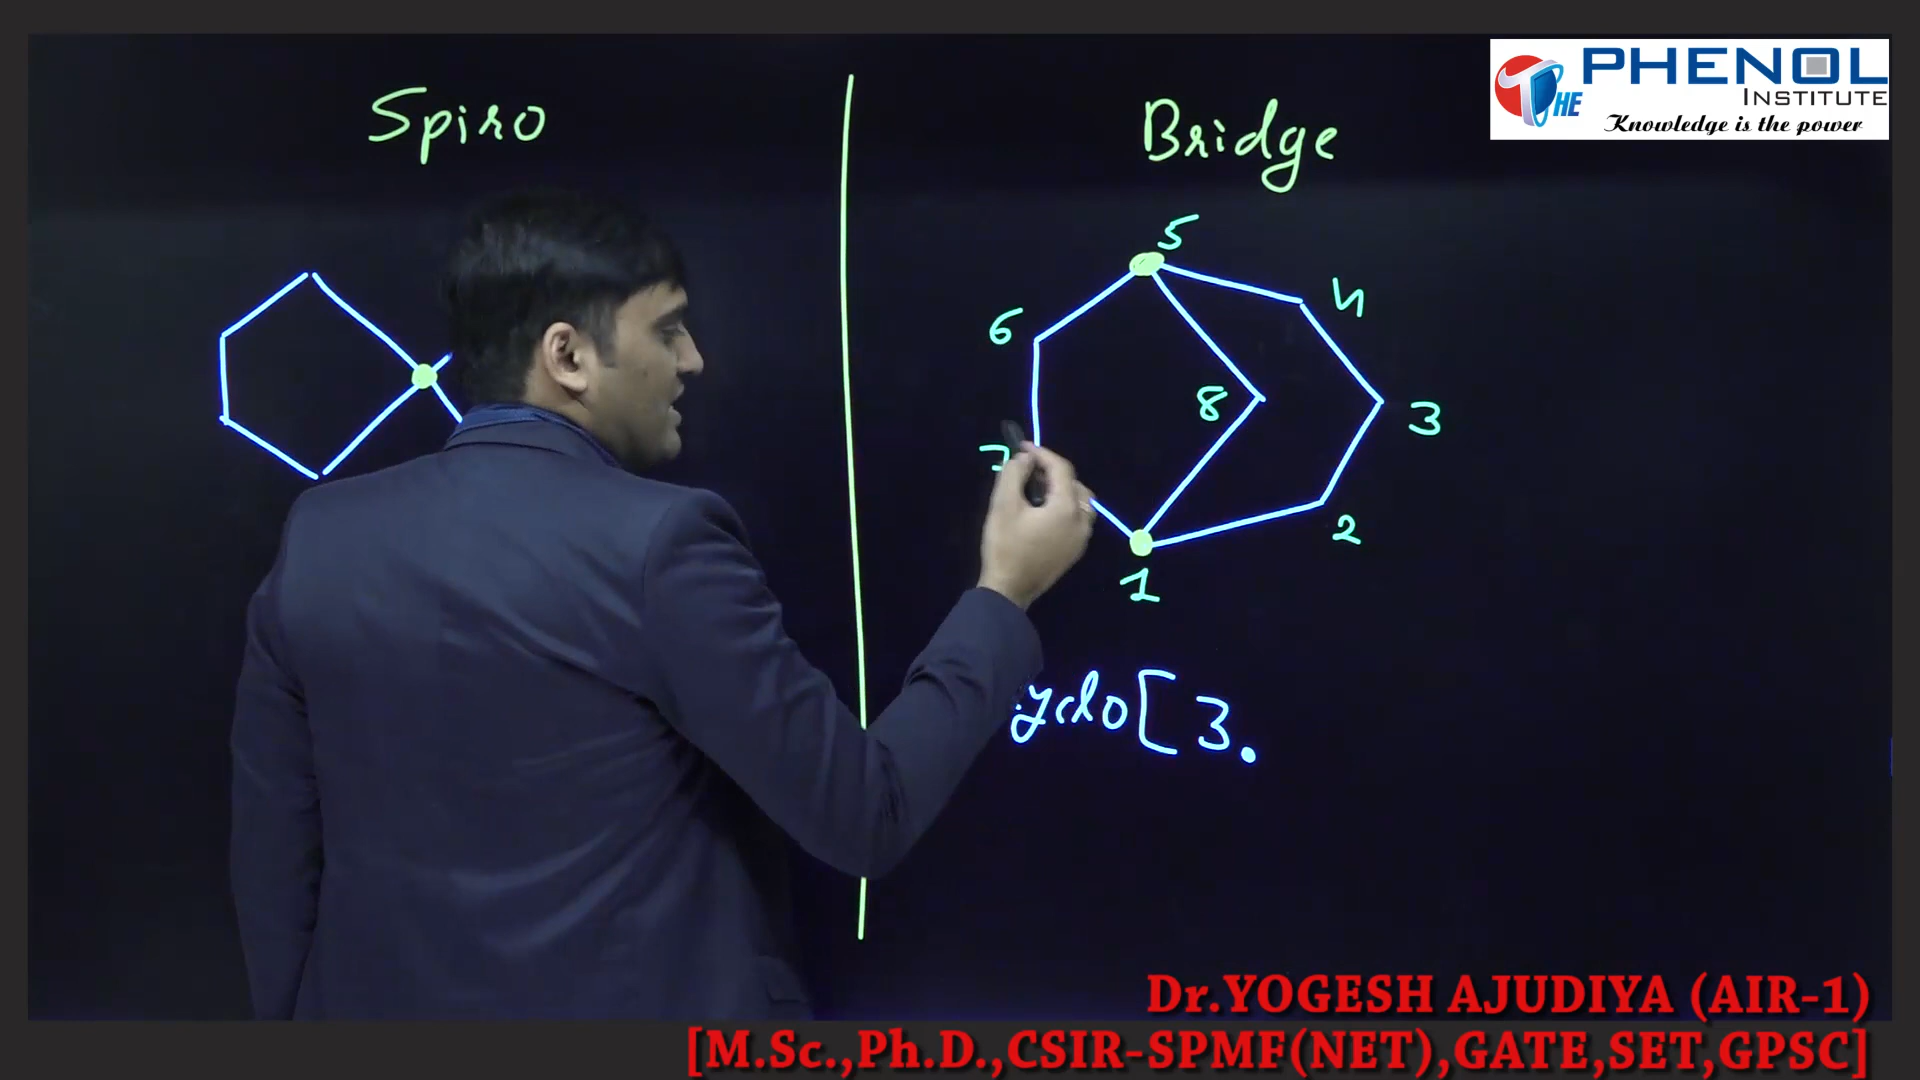 THE PHENOL
INSTITUTE
Knowledge is the power
Spiro
Bridge
5
4
6
8
3
7
2
1
yclo[3.
Dr.YOGESH AJUDIYA (AIR-1)
[M.Sc.,Ph.D.,CSIR-SPMF(NET),GATE,SET,GPSC]